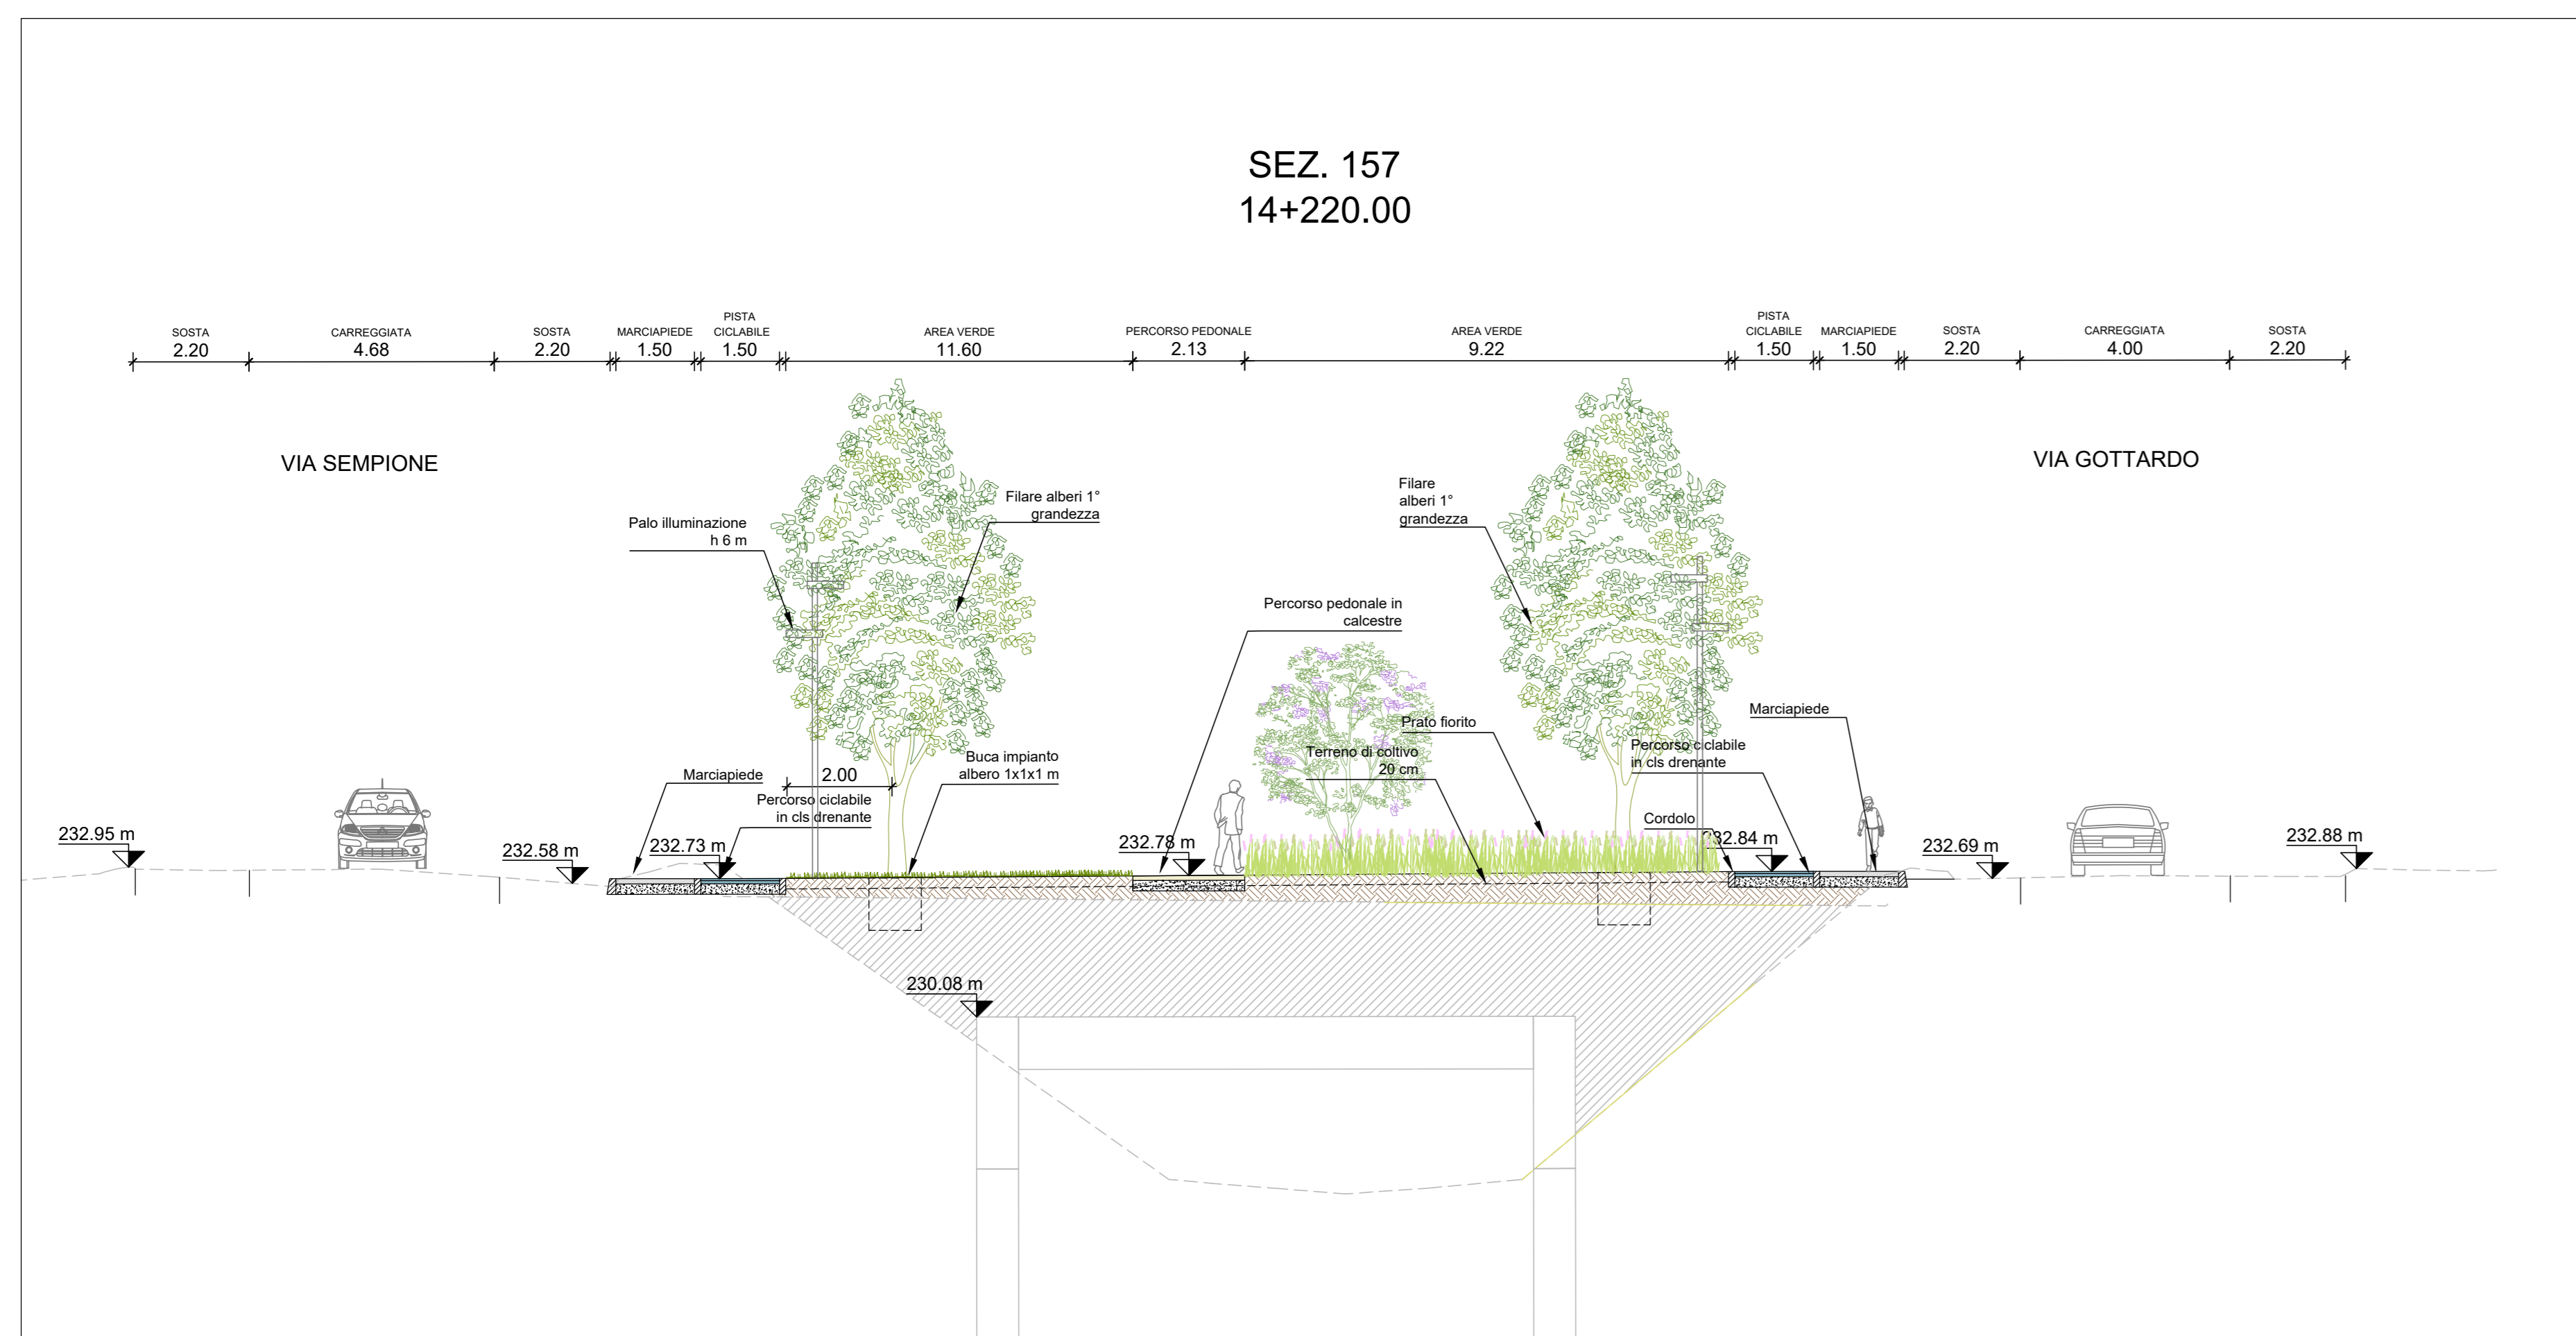 SEZ. 157
14+220.00
SOSTA
2.20
CARREGGIATA
4.68
SOSTA
2.20
MARCIAPIEDE
1.50
PISTA
CICLABILE
1.50
AREA VERDE
11.60
PERCORSO PEDONALE
2.13
AREA VERDE
9.22
PISTA
CICLABILE
1.50
MARCIAPIEDE
1.50
SOSTA
2.20
CARREGGIATA
4.00
SOSTA
2.20
VIA SEMPIONE
VIA GOTTARDO
Palo illuminazione
h 6 m
Filare alberi 1°
grandezza
Filare
alberi 1°
grandezza
Percorso pedonale in
calcestre
Marciapiede
2.00
Percorso ciclabile
in cls drenante
Buca impianto
albero 1x1x1 m
Prato fiorito
Terreno di coltivo
20 cm
Marciapiede
Percorso ciclabile
in cls drenante
Cordolo
232.95 m
232.58 m
232.73 m
232.78 m
232.84 m
232.69 m
232.88 m
230.08 m